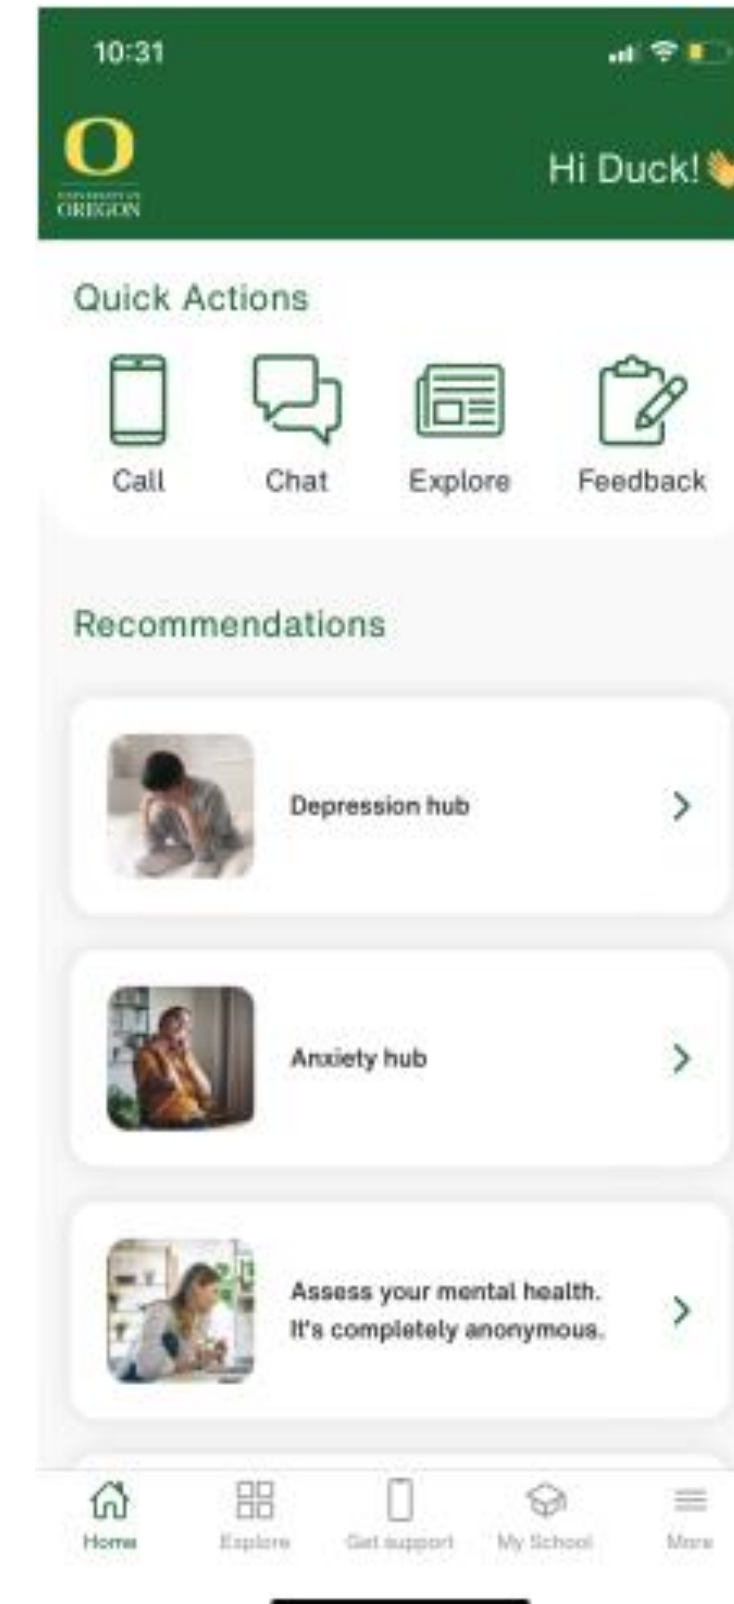 10:31
O
UNIVERSITY OF
OREGON
Hi Duck!
Quick Actions
Call Chat Explore Feedback
Recommendations
Depression hub
Anxiety hub
Assess your mental health.
It's completely anonymous.
Home Explore Get support My School More